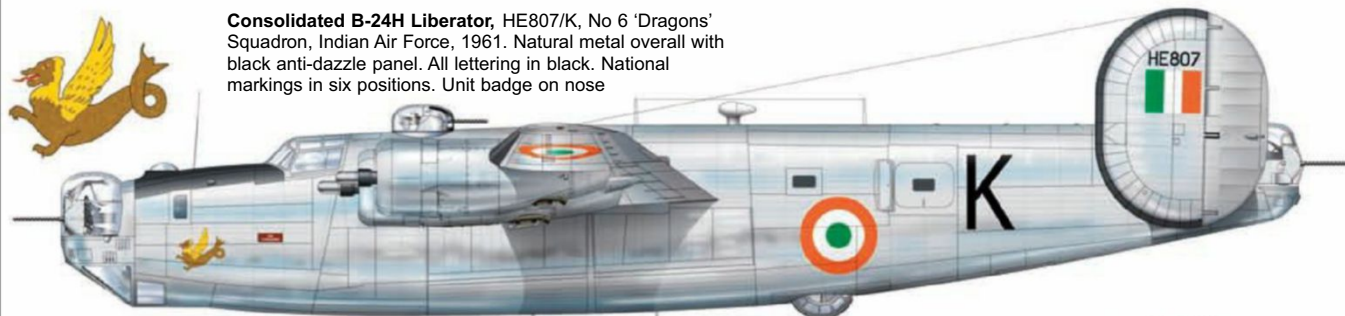 Consolidated B-24H Liberator, HE807/K, No 6 ‘Dragons’
Squadron, Indian Air Force, 1961. Natural metal overall with
black anti-dazzle panel. All lettering in black. National
markings in six positions. Unit badge on nose
HE807
K